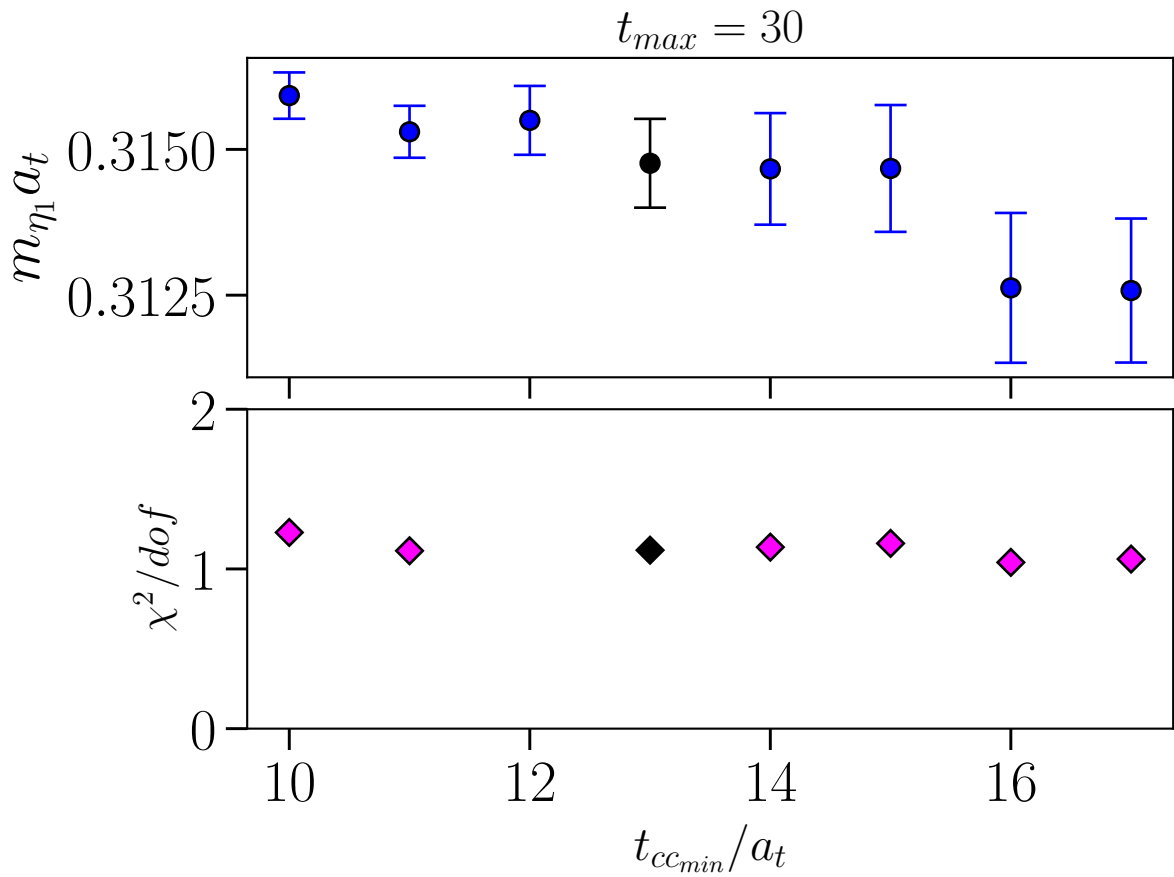 t_{max} = 30
m_{η_1} a_t
0.3150
0.3125
χ^2/dof
2
1
0
10 12 14 16
t_{cc_{min}}/a_t